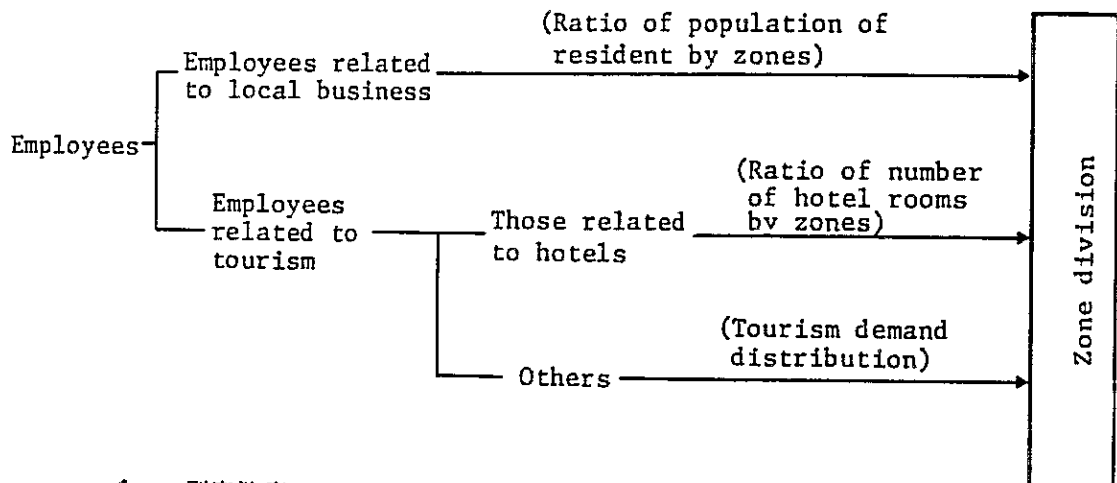 (Ratio of population of
resident by zones)
Employees related
to local business
Employees
Employees
related to
tourism
(Ratio of number
of hotel rooms
by zones)
Those related
to hotels
(Tourism demand
distribution)
Others
Zone division